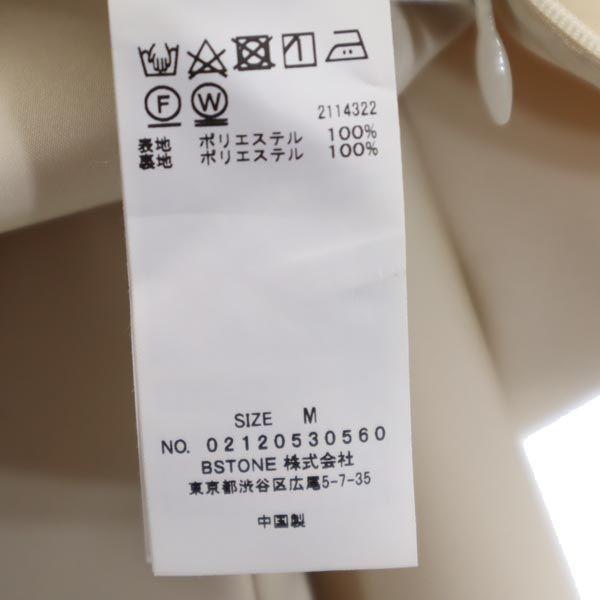 F W
2114322
表地 ポリエステル 100%
裏地 ポリエステル 100%
SIZE M
NO. 02120530560
BSTONE 株式会社
東京都渋谷区広尾5-7-35
中国製